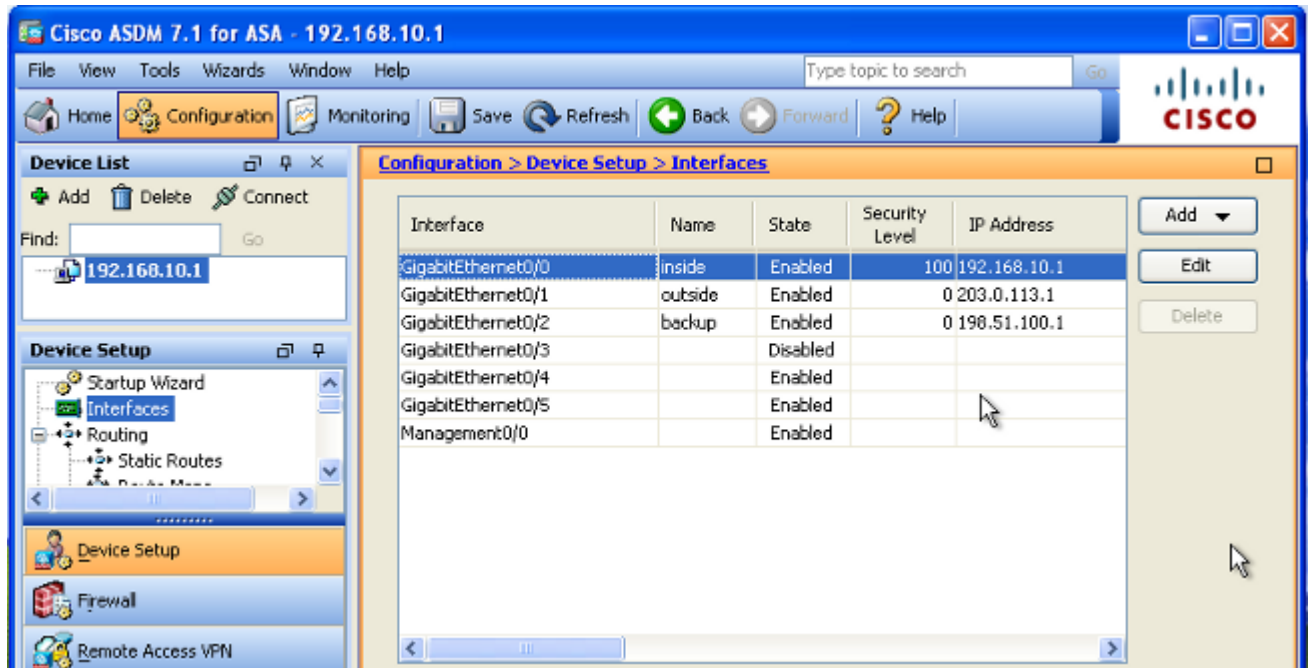 Cisco ASDM 7.1 for ASA - 192.168.10.1
File View Tools Wizards Window Help
Type topic to search Go
Home Configuration Monitoring Save Refresh Back Forward Help
CISCO
Device List
Add Delete Connect
Find: Go
192.168.10.1
Device Setup
Startup Wizard
Interfaces
Routing
Static Routes
Device Setup
Firewall
Remote Access VPN
Configuration > Device Setup > Interfaces
Interface Name State Security Level IP Address
GigabitEthernet0/0 inside Enabled 100 192.168.10.1
GigabitEthernet0/1 outside Enabled 0 203.0.113.1
GigabitEthernet0/2 backup Enabled 0 198.51.100.1
GigabitEthernet0/3 Disabled
GigabitEthernet0/4 Enabled
GigabitEthernet0/5 Enabled
Management0/0 Enabled
Add
Edit
Delete